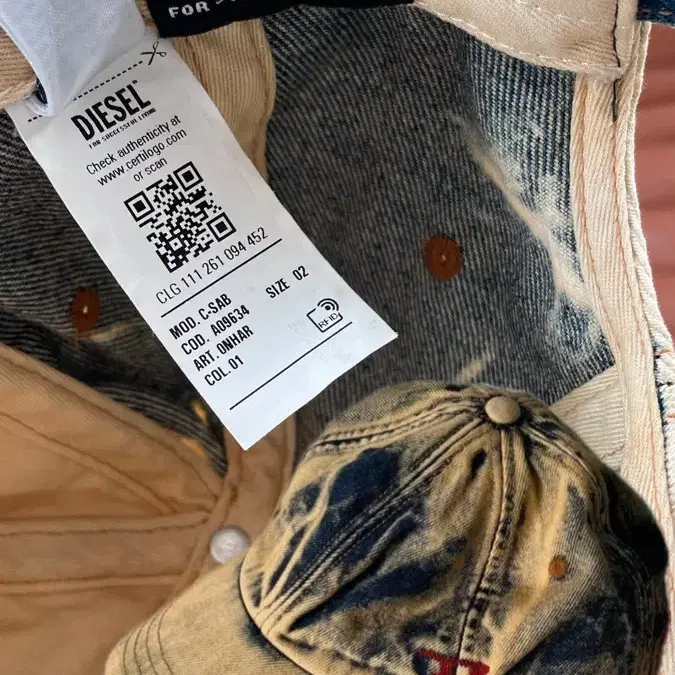 FOR
DIESEL
FOR SUCCESSFUL LIVING
Check authenticity at
www.certilogo.com
or scan
CLG 111 261 094 452
MOD. C-SAB
COD. A09634
ART. 0NHAR
COL. 01
SIZE 02
RFID